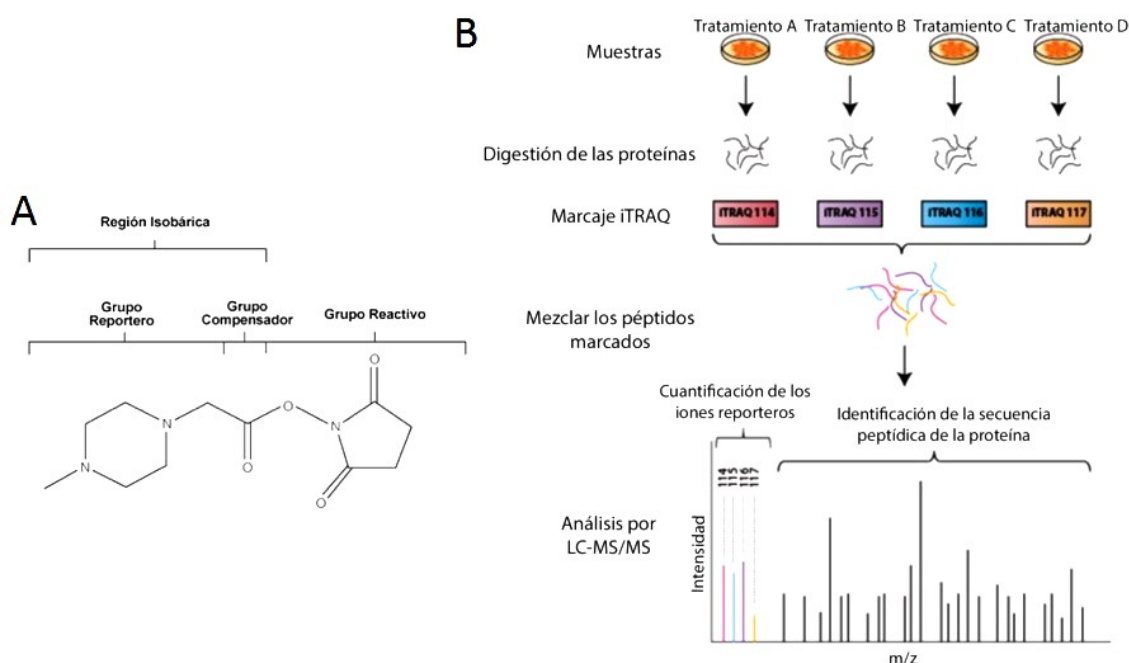 A
Región Isobárica
Grupo
Reportero
Grupo
Compensador
Grupo Reactivo
N
N
O
O
N
O
O
B
Tratamiento A Tratamiento B Tratamiento C Tratamiento D
Muestras
Digestión de las proteínas
Marcaje iTRAQ
iTRAQ 114 iTRAQ 115 iTRAQ 116 iTRAQ 117
Mezclar los péptidos
marcados
Cuantificación de los
iones reporteros
Identificación de la secuencia
peptídica de la proteína
114
115
116
117
Análisis por
LC-MS/MS
Intensidad
m/z